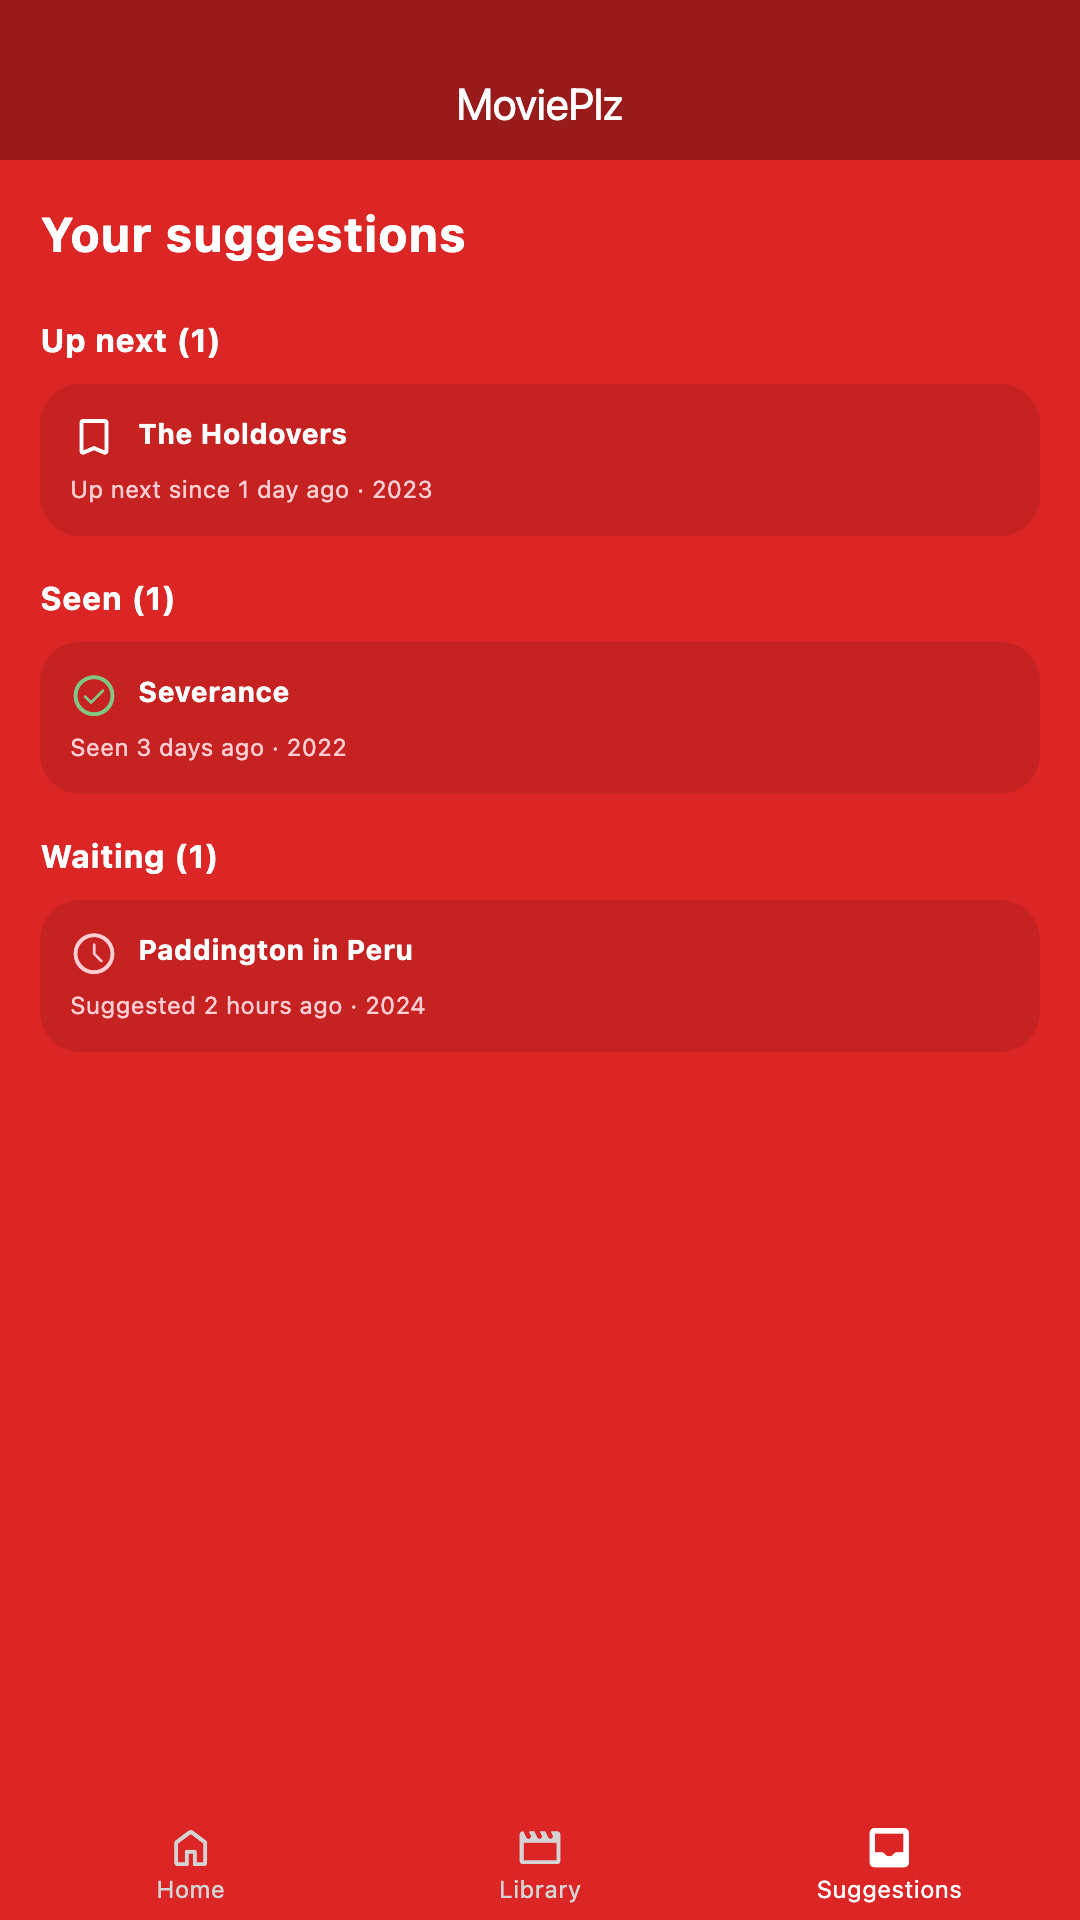 MoviePlz
Your suggestions
Up next (1)
The Holdovers
Up next since 1 day ago · 2023
Seen (1)
Severance
Seen 3 days ago · 2022
Waiting (1)
Paddington in Peru
Suggested 2 hours ago · 2024
Home
Library
Suggestions